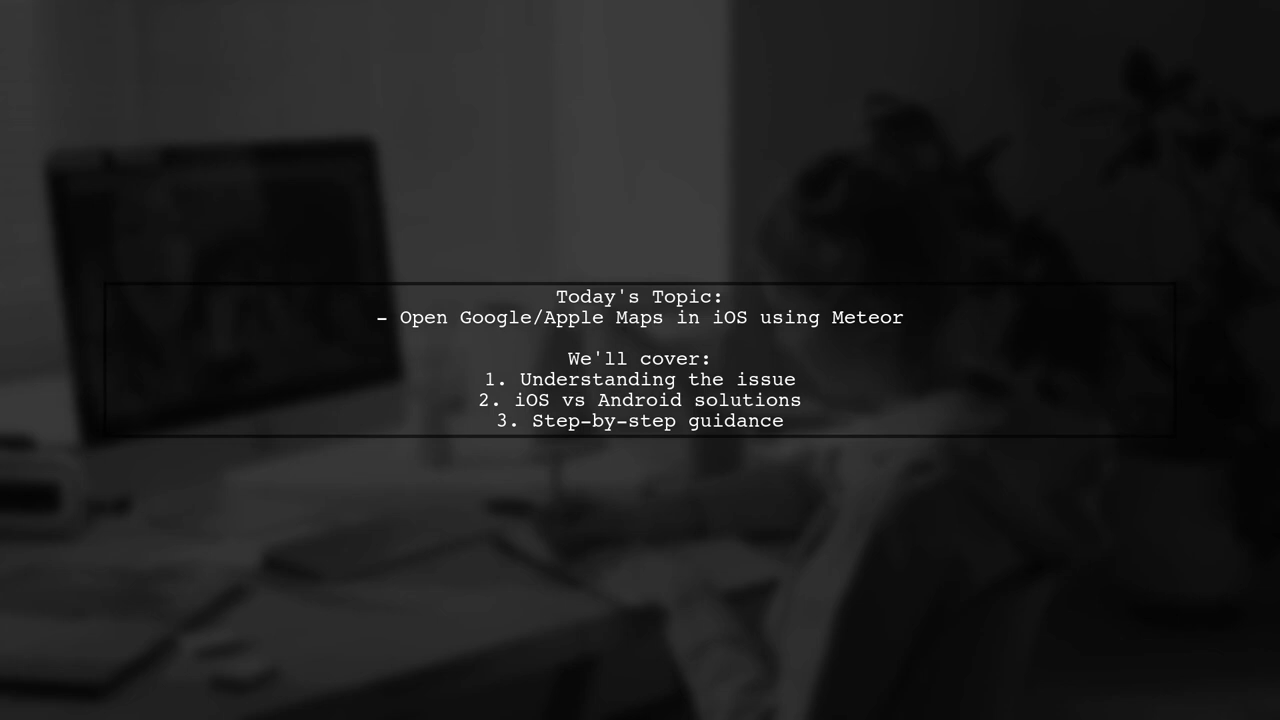 Today's Topic:
- Open Google/Apple Maps in iOS using Meteor
We'll cover:
1. Understanding the issue
2. iOS vs Android solutions
3. Step-by-step guidance